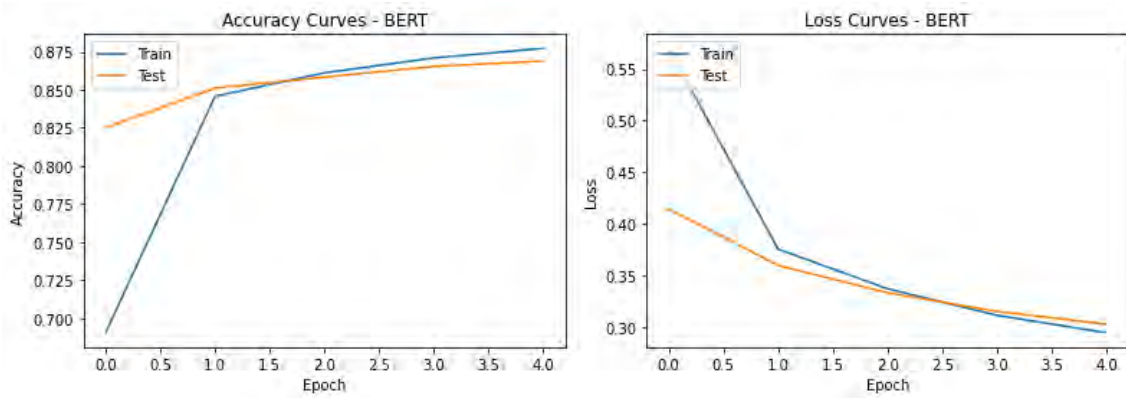 Accuracy Curves - BERT
Train
Test
0.875
0.850
0.825
0.800
0.775
0.750
0.725
0.700
Accuracy
0.0 0.5 1.0 1.5 2.0 2.5 3.0 3.5 4.0
Epoch
Loss Curves - BERT
Train
Test
0.55
0.50
0.45
0.40
0.35
0.30
Loss
0.0 0.5 1.0 1.5 2.0 2.5 3.0 3.5 4.0
Epoch